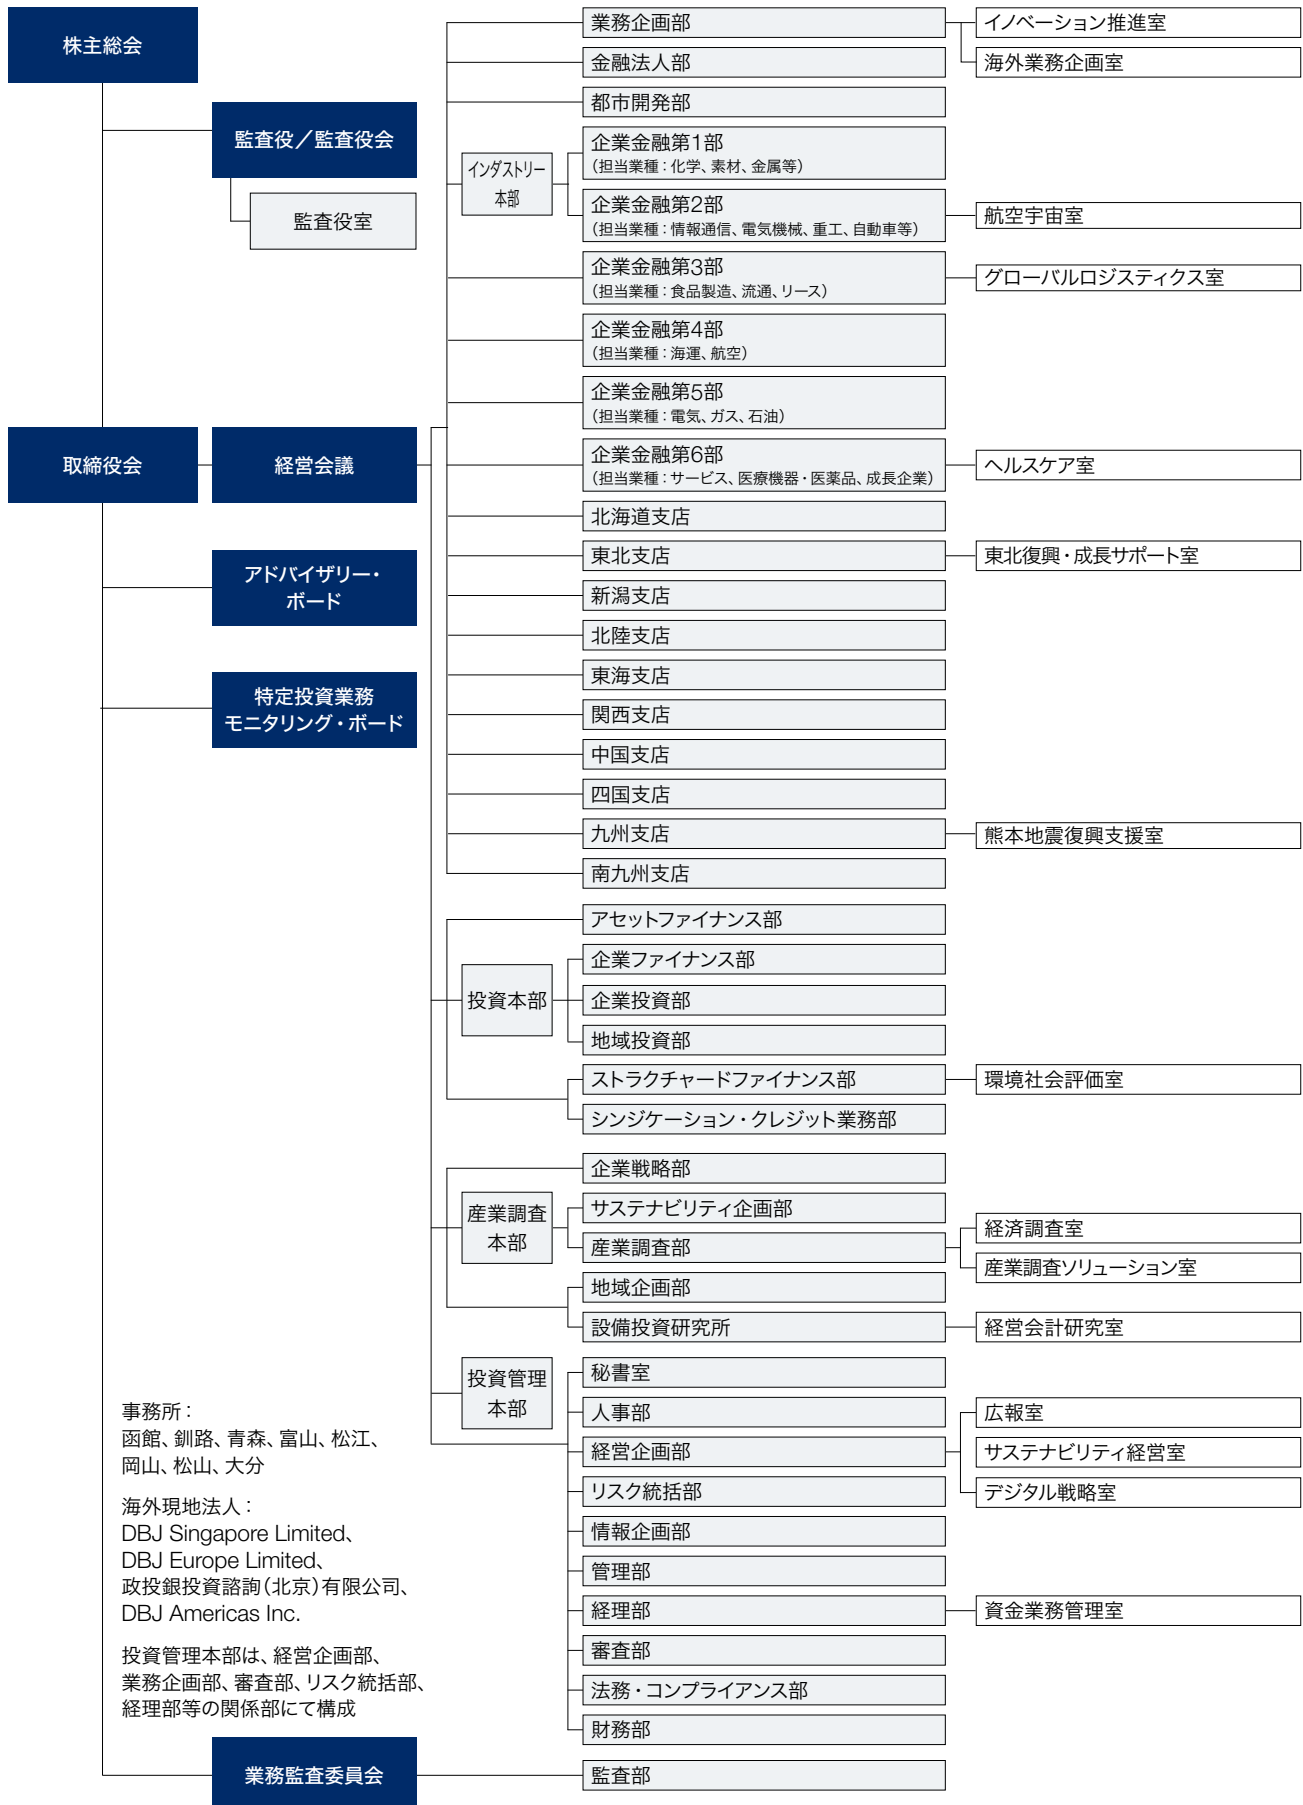 株主総会
監査役／監査役会
監査役室
取締役会
経営会議
アドバイザリー・
ボード
特定投資業務
モニタリング・ボード
業務企画部
イノベーション推進室
海外業務企画室
金融法人部
都市開発部
インダストリー
本部
企業金融第1部
（担当業種：化学、素材、金属等）
企業金融第2部
（担当業種：情報通信、電気機械、重工、自動車等）
航空宇宙室
企業金融第3部
（担当業種：食品製造、流通、リース）
グローバルロジスティクス室
企業金融第4部
（担当業種：海運、航空）
企業金融第5部
（担当業種：電気、ガス、石油）
企業金融第6部
（担当業種：サービス、医療機器・医薬品、成長企業）
ヘルスケア室
北海道支店
東北支店
東北復興・成長サポート室
新潟支店
北陸支店
東海支店
関西支店
中国支店
四国支店
九州支店
熊本地震復興支援室
南九州支店
アセットファイナンス部
投資本部
企業ファイナンス部
企業投資部
地域投資部
ストラクチャードファイナンス部
環境社会評価室
シンジケーション・クレジット業務部
企業戦略部
産業調査
本部
サステナビリティ企画部
産業調査部
経済調査室
産業調査ソリューション室
地域企画部
設備投資研究所
経営会計研究室
投資管理
本部
秘書室
人事部
経営企画部
広報室
サステナビリティ経営室
デジタル戦略室
リスク統括部
情報企画部
管理部
経理部
資金業務管理室
審査部
法務・コンプライアンス部
財務部
事務所：
函館、釧路、青森、富山、松江、
岡山、松山、大分
海外現地法人：
DBJ Singapore Limited、
DBJ Europe Limited、
政投銀投資諮詢（北京）有限公司、
DBJ Americas Inc.
投資管理本部は、経営企画部、
業務企画部、審査部、リスク統括部、
経理部等の関係部にて構成
業務監査委員会
監査部